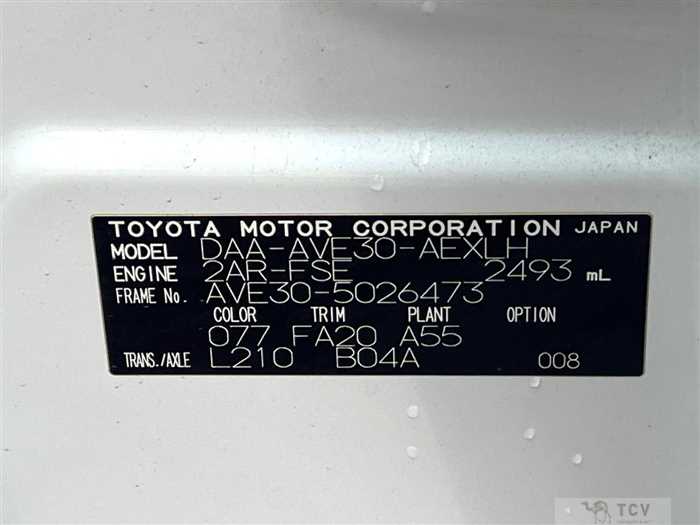 TOYOTA MOTOR CORPORATION JAPAN
MODEL DAA-AVE30-AEXLH
ENGINE 2AR-FSE 2493 mL
FRAME No. AVE30-5026473
COLOR TRIM PLANT OPTION
077 FA20 A55
TRANS./AXLE L210 B04A 008
TCV